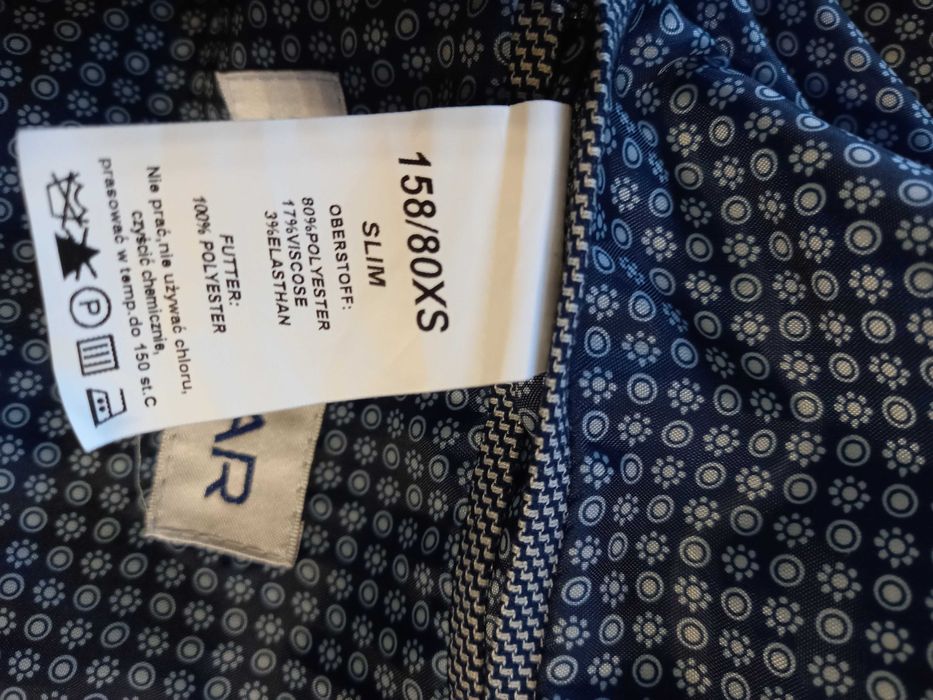 158/80XS
SLIM
OBERSTOFF:
80%POLYESTER
17%VISCOSE
3%ELASTHAN
FUTTER:
100% POLYESTER
Nie prać,nie używać chloru,
czyścić chemicznie,
prasować w temp.do 150 st.C
P
AR